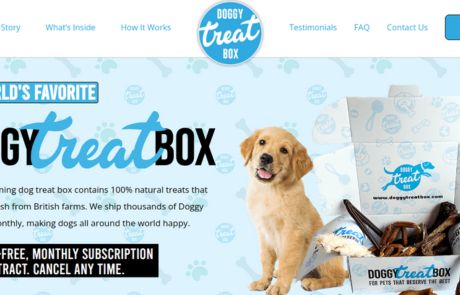 Story What's Inside How It Works Testimonials FAQ Contact Us
DOGGY
treat
BOX
RLD'S FAVORITE
GY treat BOX
ning dog treat box contains 100% natural treats that
sh from British farms. We ship thousands of Doggy
onthly, making dogs all around the world happy.
-FREE, MONTHLY SUBSCRIPTION
TRACT. CANCEL ANY TIME.
DOGGY
treat
BOX
www.doggytreatbox.com
DOGGY treat BOX
FOR PETS THAT DESERVE THE BEST